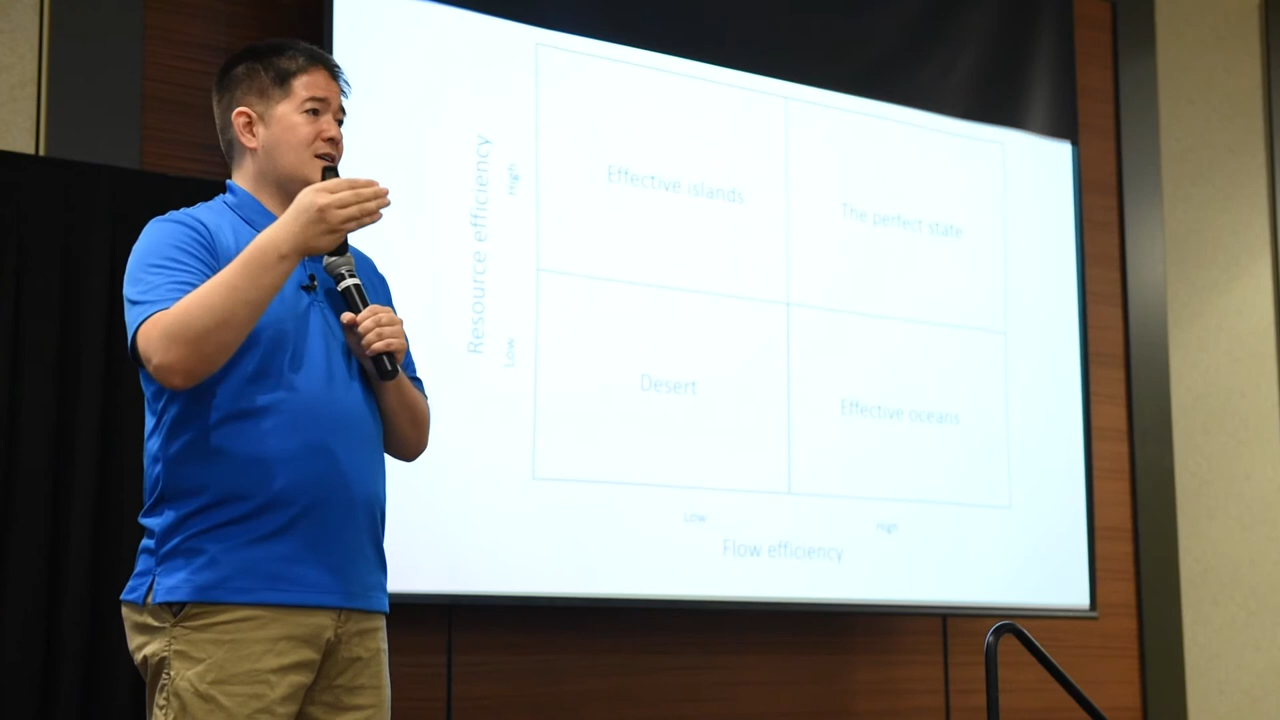 Resource efficiency
High
Low
Effective islands
The perfect state
Desert
Effective oceans
Low
High
Flow efficiency